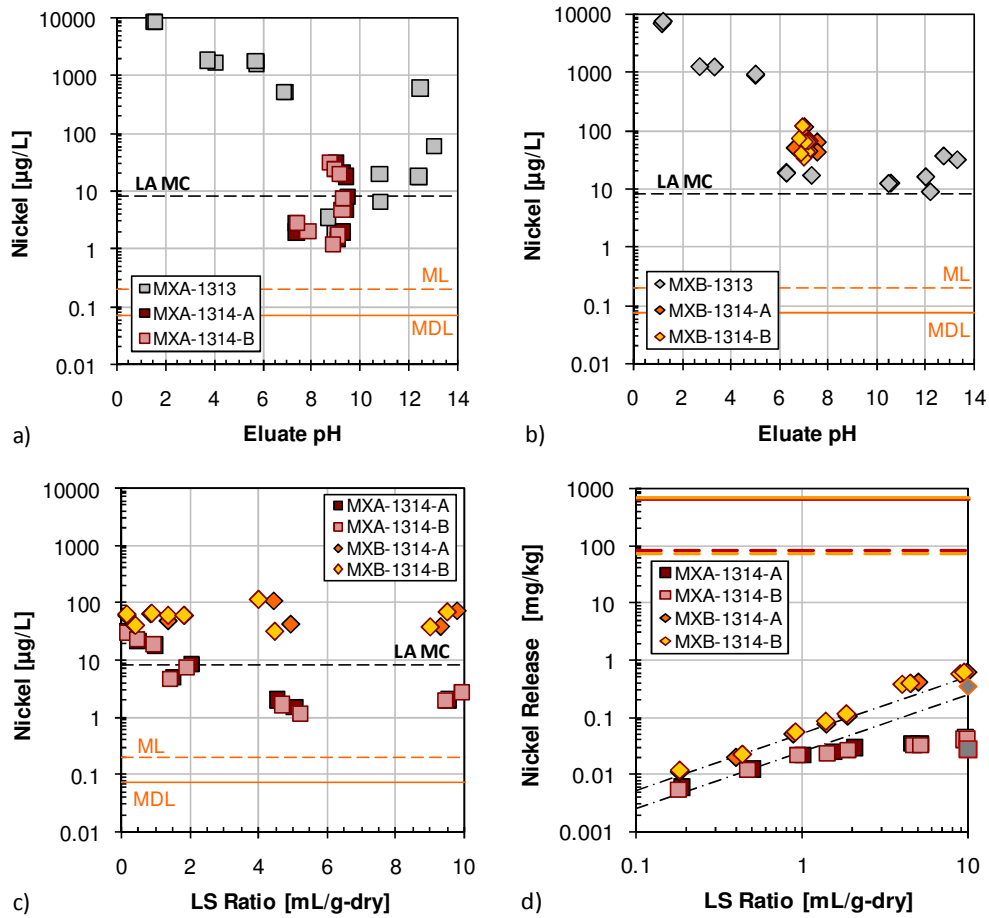 Nickel [µg/L]
10000
1000
100
10
1
0.1
0.01
LA MC
ML
MDL
MXA-1313
MXA-1314-A
MXA-1314-B
0 2 4 6 8 10 12 14
Eluate pH
a)
Nickel [µg/L]
10000
1000
100
10
1
0.1
0.01
LA MC
ML
MDL
MXB-1313
MXB-1314-A
MXB-1314-B
0 2 4 6 8 10 12 14
Eluate pH
b)
Nickel [µg/L]
10000
1000
100
10
1
0.1
0.01
MXA-1314-A
MXA-1314-B
MXB-1314-A
MXB-1314-B
LA MC
ML
MDL
0 2 4 6 8 10
LS Ratio [mL/g-dry]
c)
Nickel Release [mg/kg]
1000
100
10
1
0.1
0.01
0.001
MXA-1314-A
MXA-1314-B
MXB-1314-A
MXB-1314-B
0.1 1 10
LS Ratio [mL/g-dry]
d)